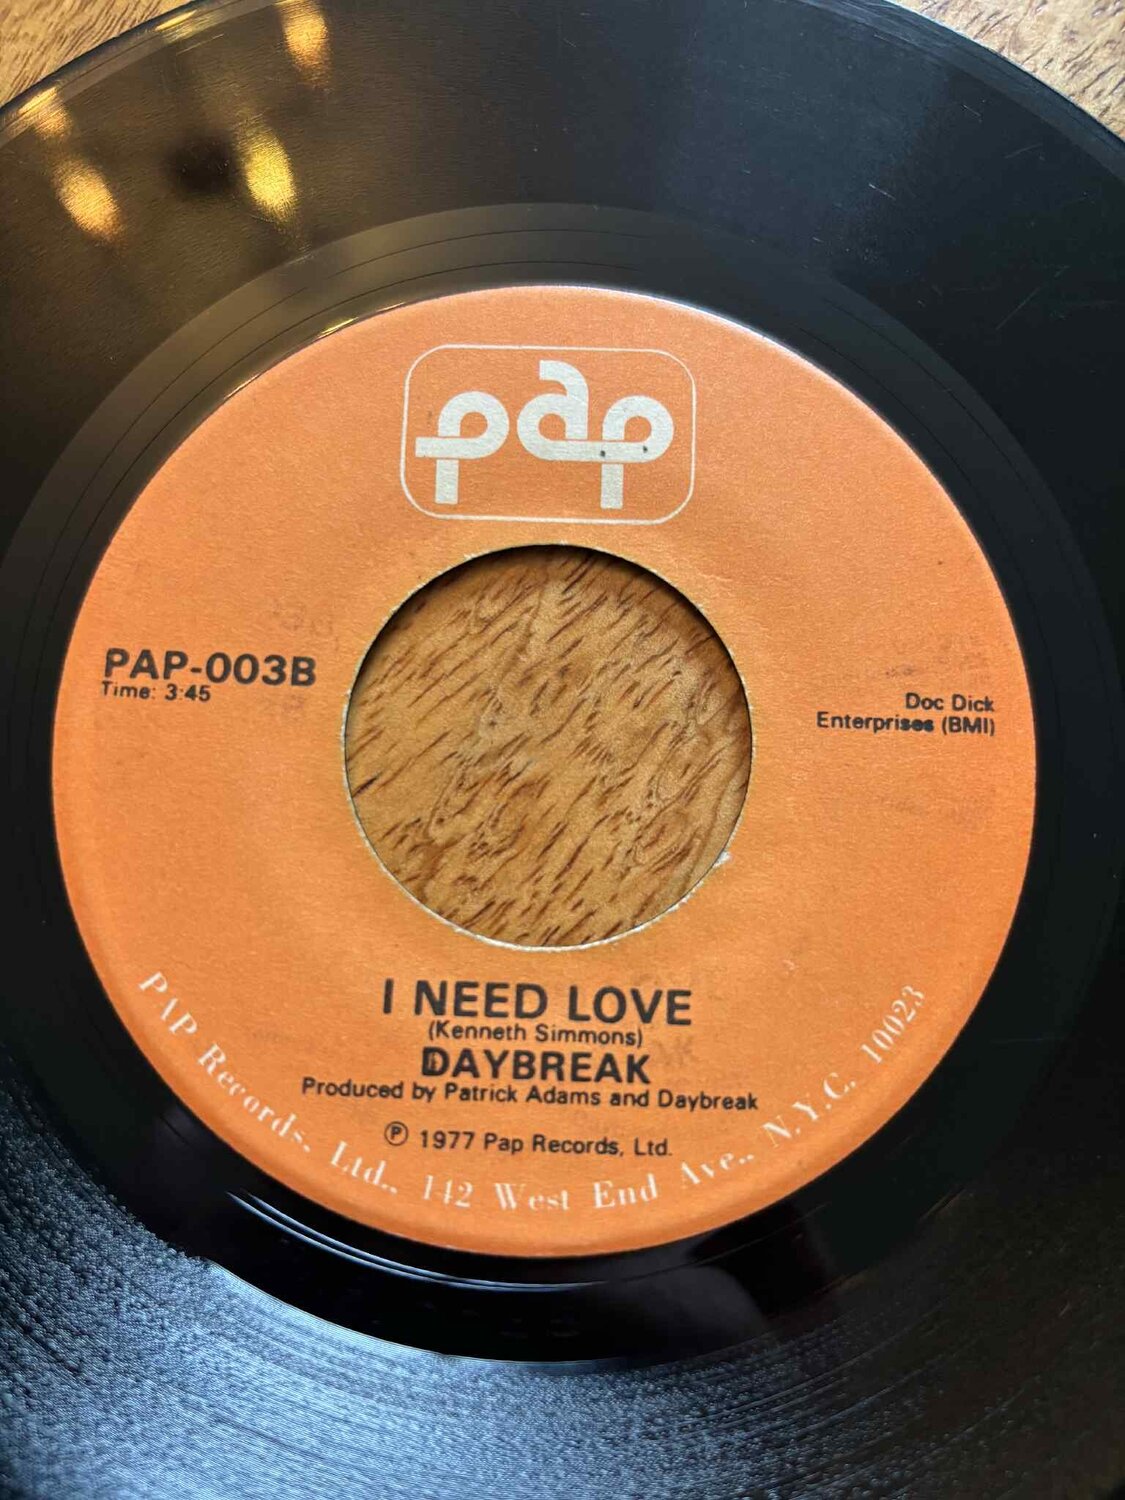 pap
PAP-003B
Time: 3:45
Doc Dick
Enterprises (BMI)
I NEED LOVE
(Kenneth Simmons)
DAYBREAK
Produced by Patrick Adams and Daybreak
℗ 1977 Pap Records, Ltd.
PAP Records, Ltd., 142 West End Ave., N.Y.C. 10023